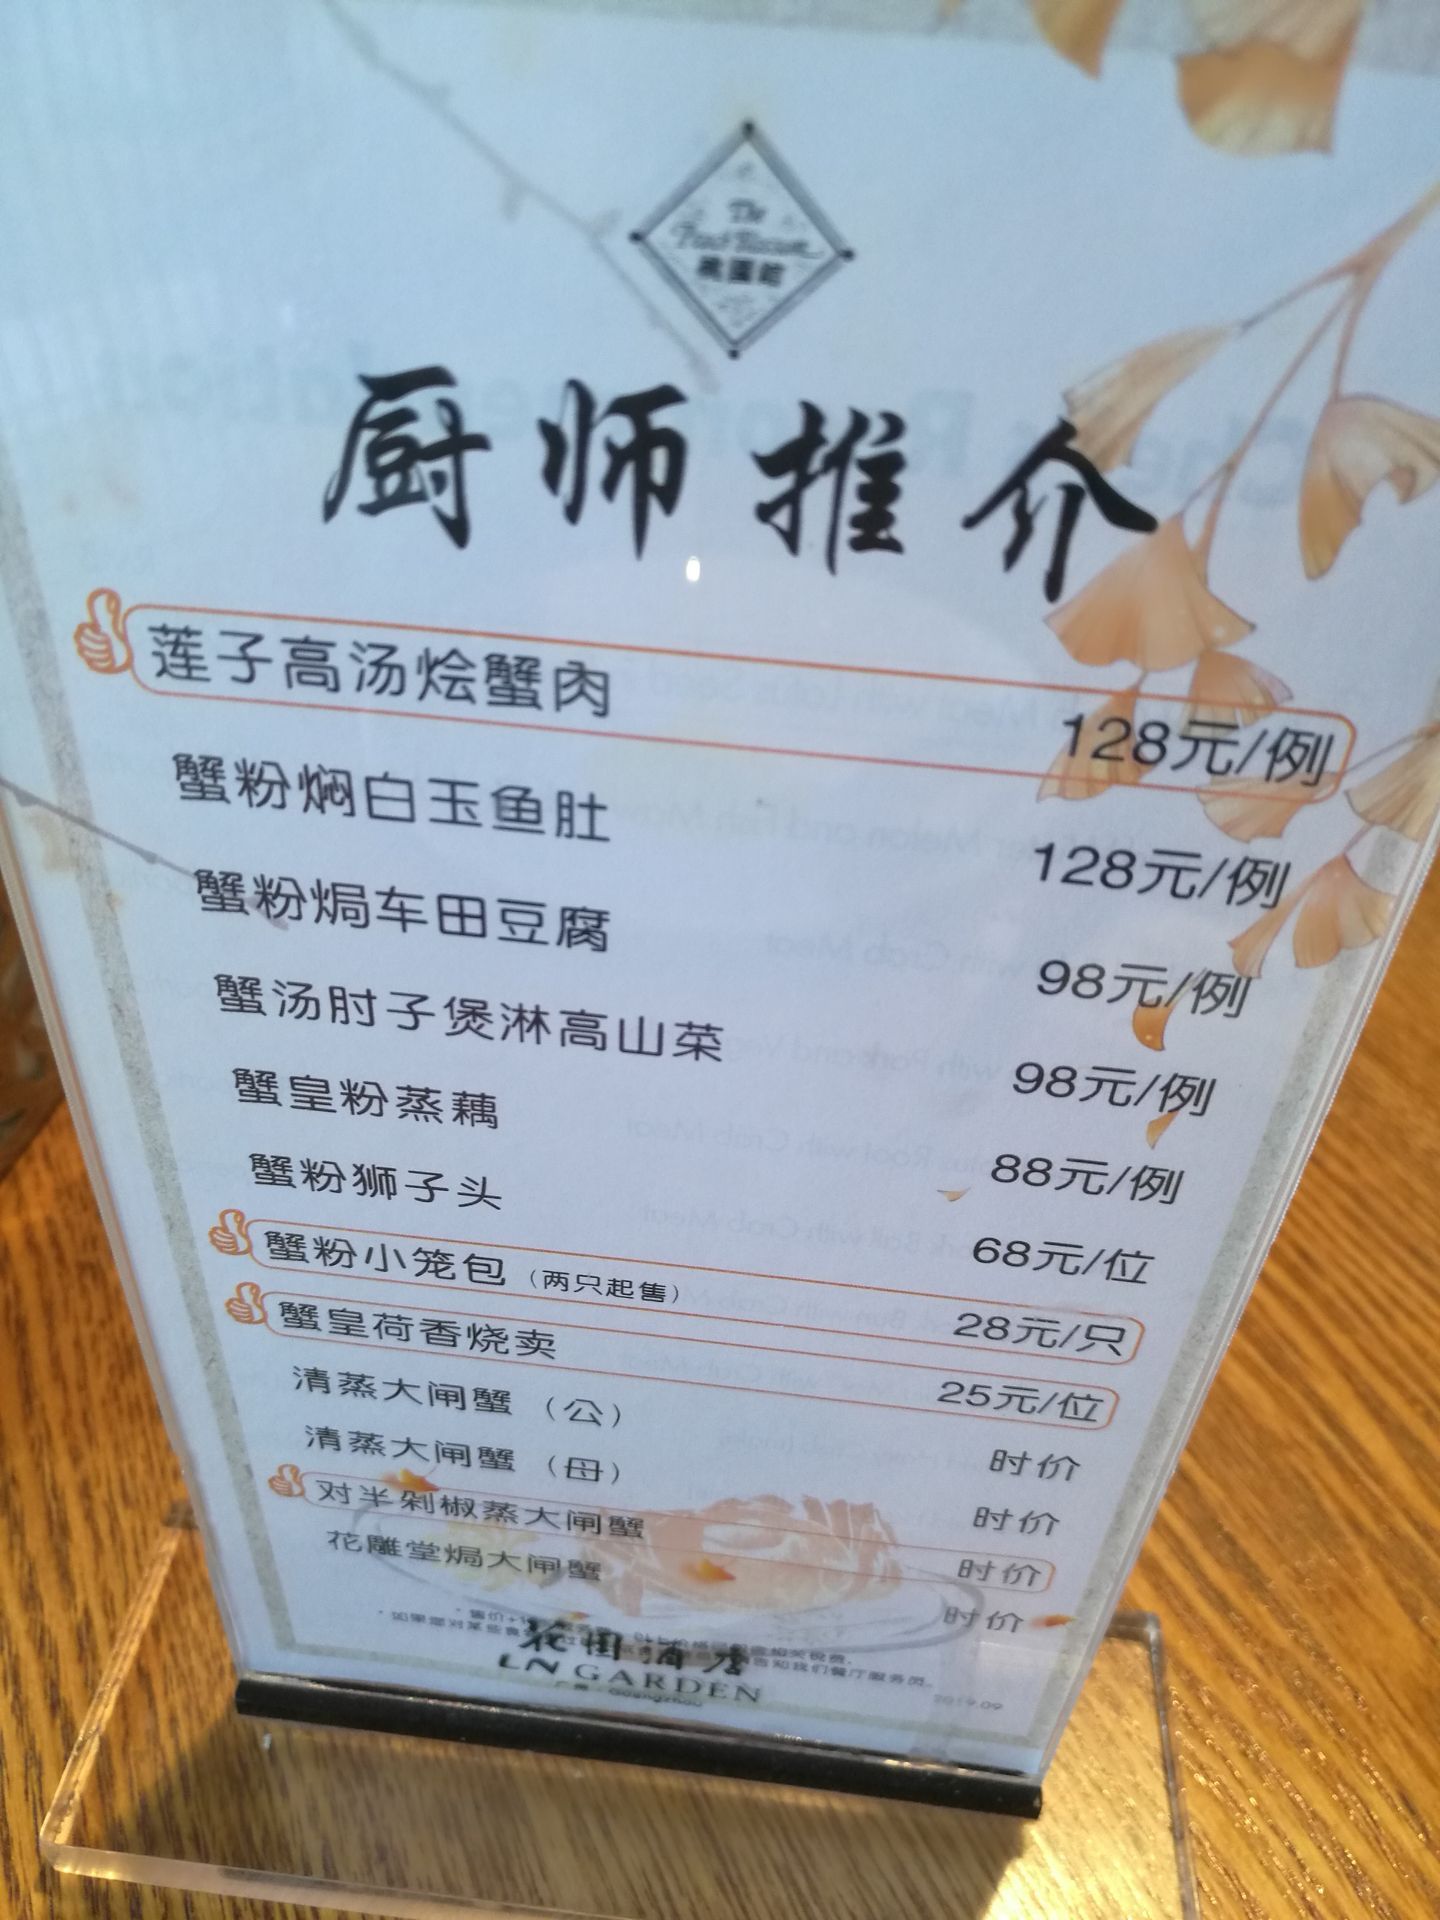 The
桃園館
厨师推介
莲子高汤烩蟹肉 128元/例
蟹粉焖白玉鱼肚 128元/例
蟹粉焗车田豆腐 98元/例
蟹汤肘子煲淋高山菜 98元/例
蟹皇粉蒸藕 88元/例
蟹粉狮子头 68元/位
蟹粉小笼包（两只起售） 28元/只
蟹皇荷香烧卖 25元/位
清蒸大闸蟹（公） 时价
清蒸大闸蟹（母） 时价
对半剁椒蒸大闸蟹 时价
花雕堂焗大闸蟹 时价
花园酒店
LN GARDEN
Guangzhou
2019.09